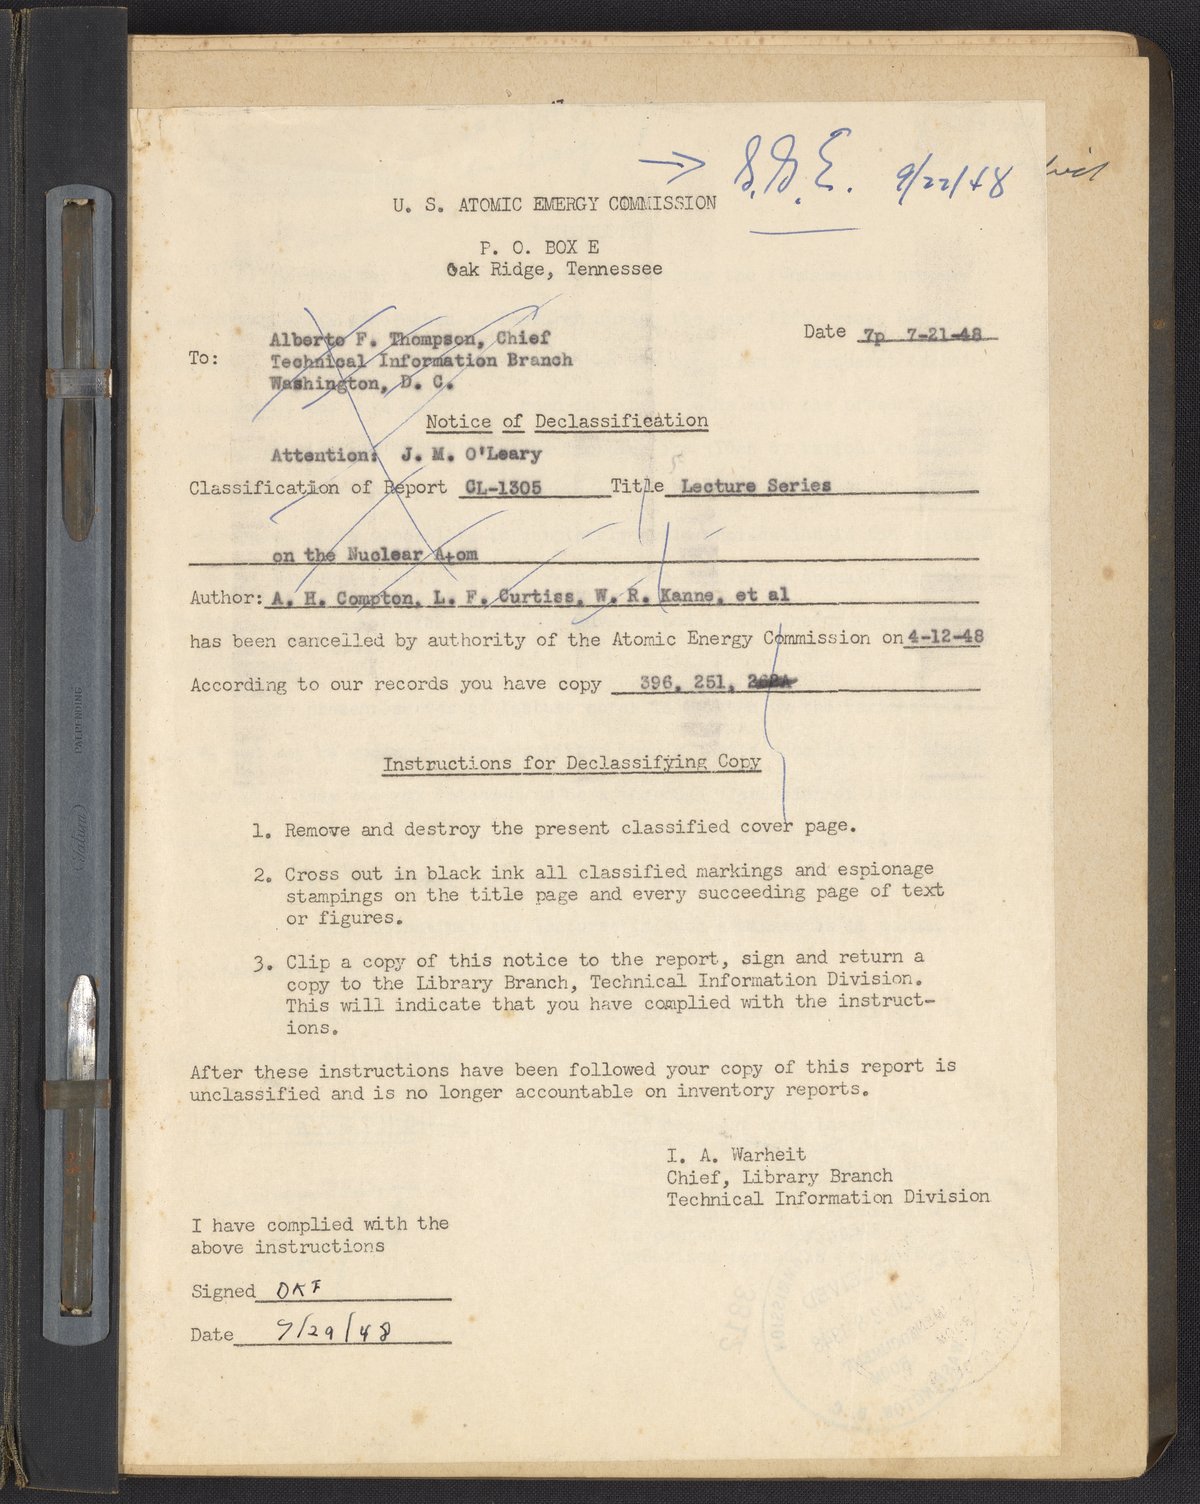 → S.G.E. 9/22/48
U. S. ATOMIC EMERGY COMMISSION
P. O. BOX E
Oak Ridge, Tennessee
Date 7p 7-21-48
To: Alberto F. Thompson, Chief
Technical Information Branch
Washington, D. C.
Notice of Declassification
Attention: J. M. O'Leary
Classification of Report CL-1305 Title Lecture Series
on the Nuclear Atom
Author: A. H. Compton, L. F. Curtiss, W. R. Kanne, et al
has been cancelled by authority of the Atomic Energy Commission on 4-12-48
According to our records you have copy 396, 251, 262A
Instructions for Declassifying Copy
1. Remove and destroy the present classified cover page.
2. Cross out in black ink all classified markings and espionage
stampings on the title page and every succeeding page of text
or figures.
3. Clip a copy of this notice to the report, sign and return a
copy to the Library Branch, Technical Information Division.
This will indicate that you have complied with the instruct-
ions.
After these instructions have been followed your copy of this report is
unclassified and is no longer accountable on inventory reports.
I. A. Warheit
Chief, Library Branch
Technical Information Division
I have complied with the
above instructions
Signed DKF
Date 9/29/48